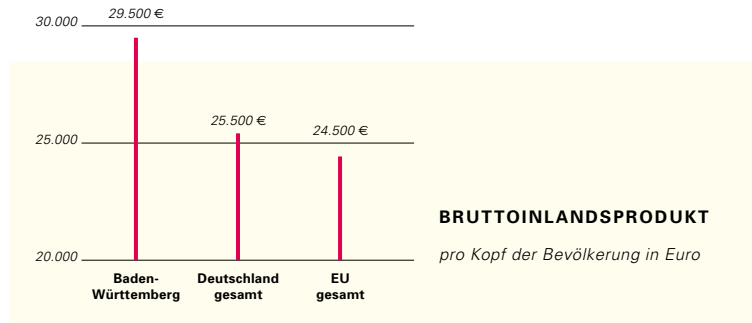 29.500 €
30.000
25.500 €
24.500 €
25.000
BRUTTOINLANDSPRODUKT
pro Kopf der Bevölkerung in Euro
20.000
Baden-
Württemberg
Deutschland
gesamt
EU
gesamt